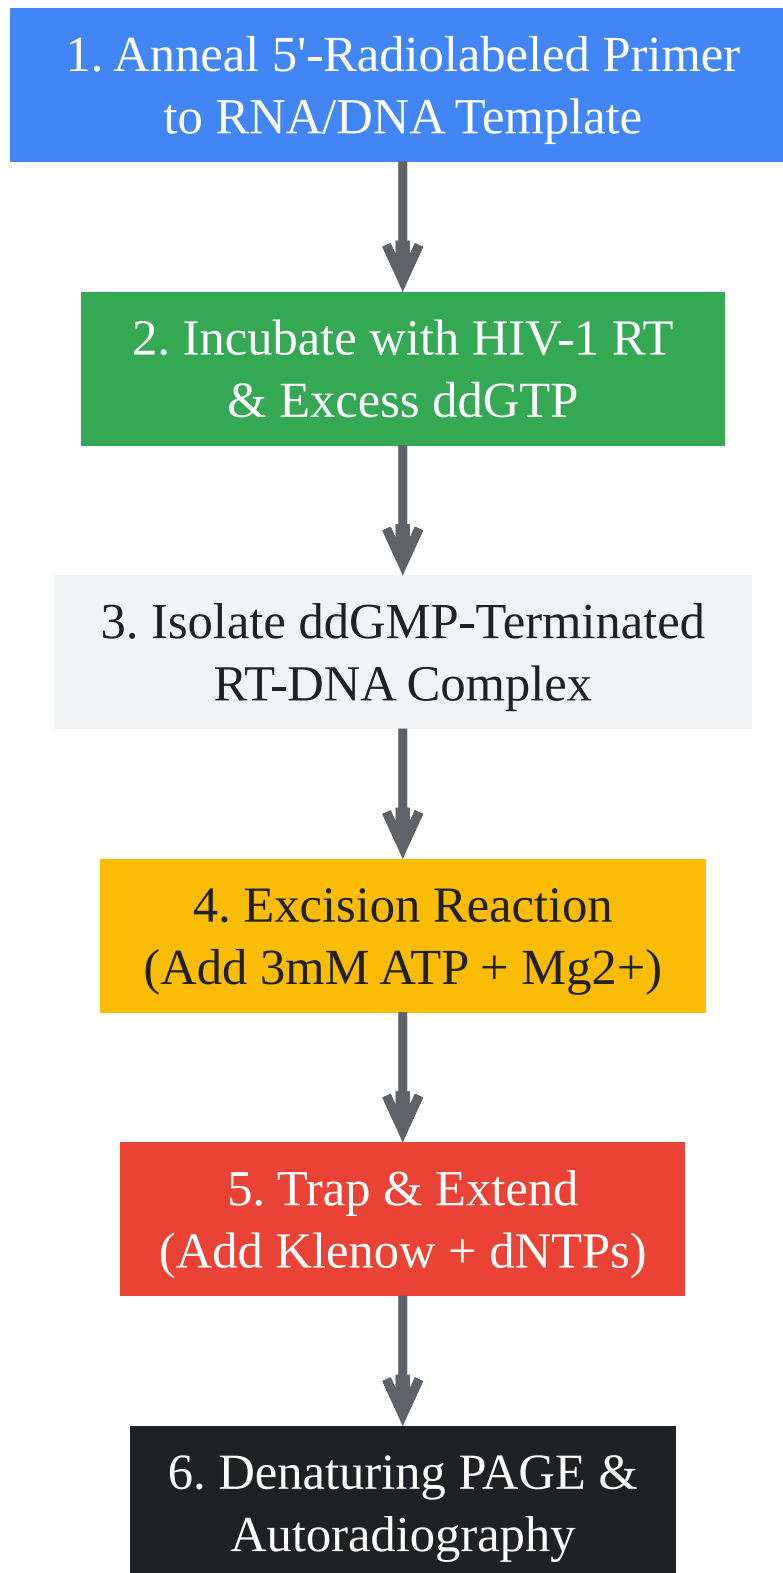 1. Anneal 5'-Radiolabeled Primer
to RNA/DNA Template
2. Incubate with HIV-1 RT
& Excess ddGTP
3. Isolate ddGMP-Terminated
RT-DNA Complex
4. Excision Reaction
(Add 3mM ATP + Mg2+)
5. Trap & Extend
(Add Klenow + dNTPs)
6. Denaturing PAGE &
Autoradiography